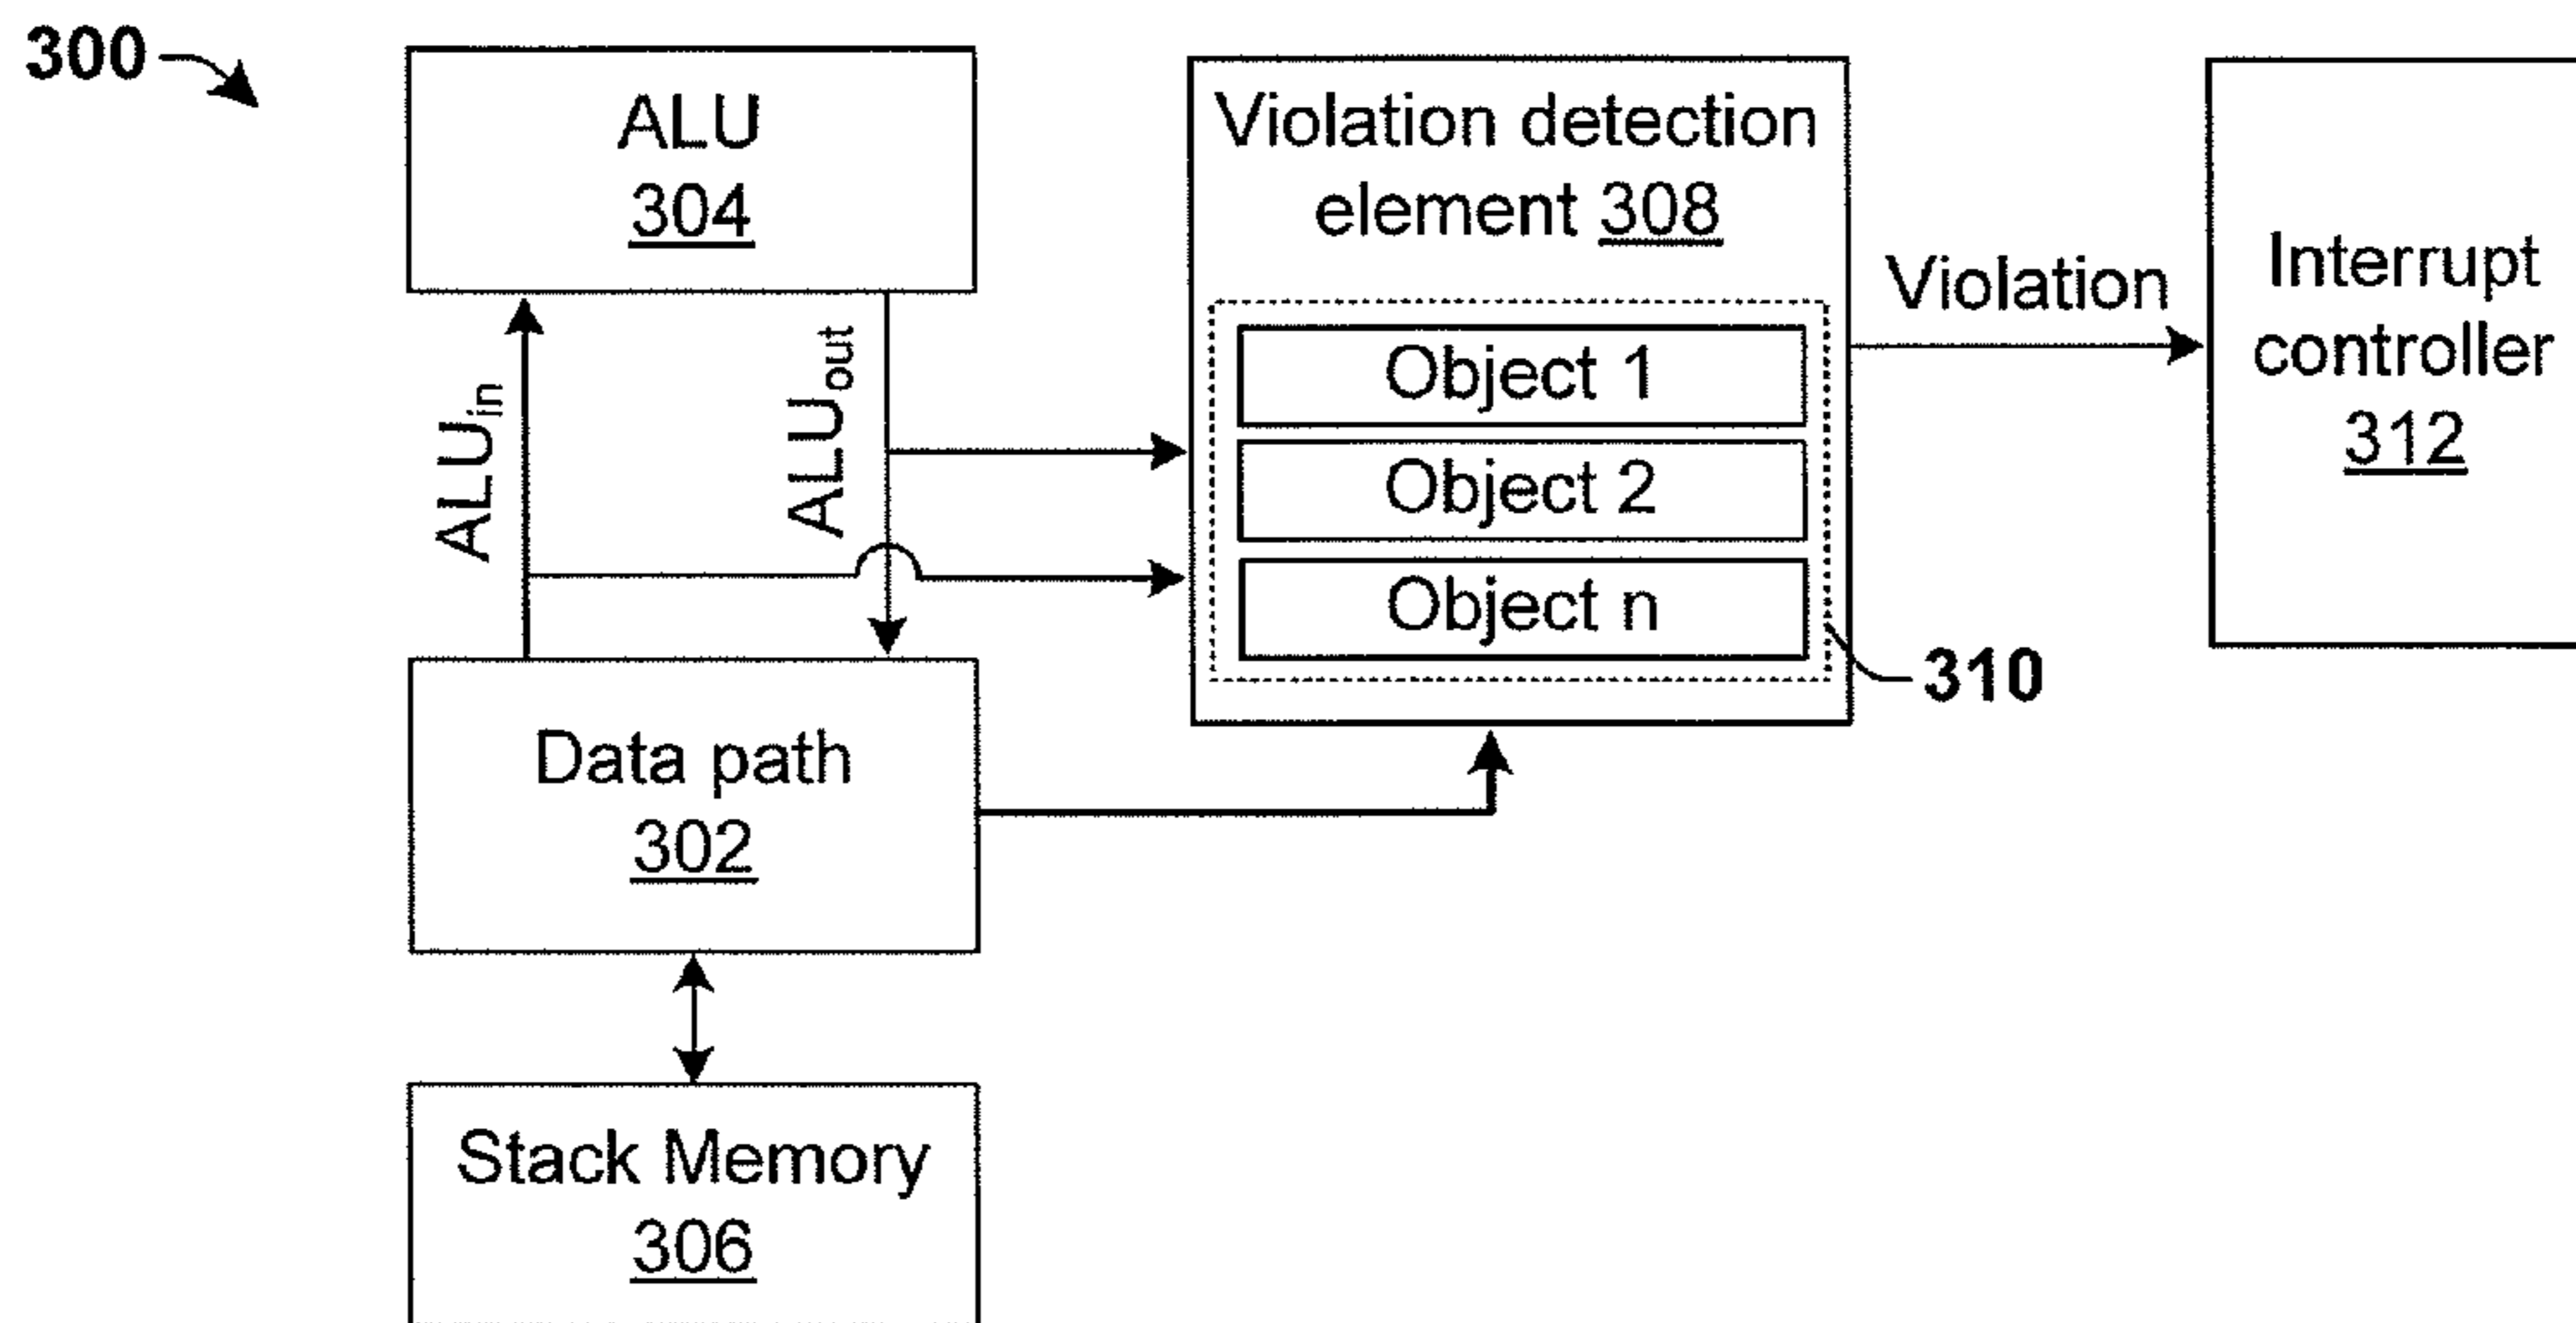 300
ALU
304
ALUin
ALUout
Violation detection
element 308
Object 1
Object 2
Object n
310
Violation
Interrupt
controller
312
Data path
302
Stack Memory
306